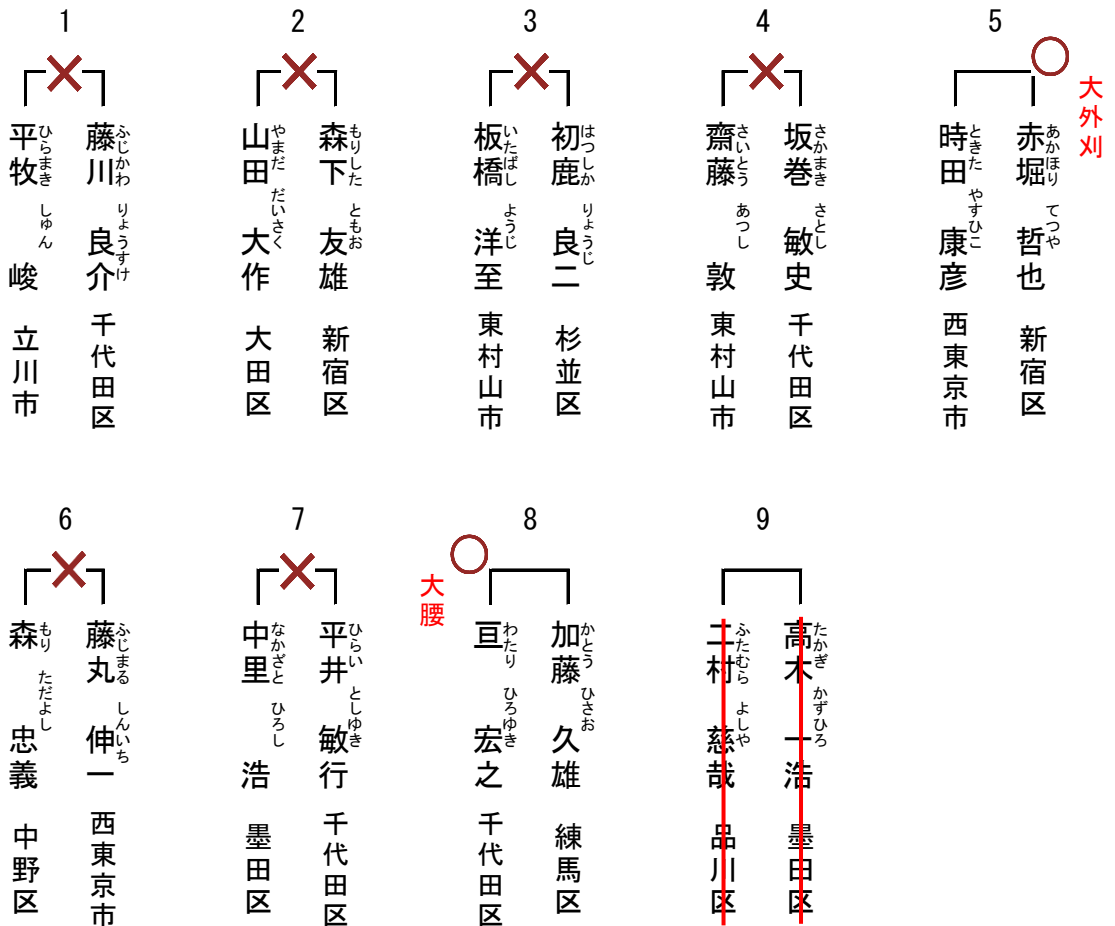 1
平牧 峻 立川市
ひらまき しゅん
藤川 良介 千代田区
ふじかわ りょうすけ
2
山田 大作 大田区
やまだ だいさく
森下 友雄 新宿区
もりした ともお
3
板橋 洋至 東村山市
いたばし ようじ
初鹿 良二 杉並区
はつしか りょうじ
4
齋藤 敦 東村山市
さいとう あつし
坂巻 敏史 千代田区
さかまき さとし
5
時田 康彦 西東京市
ときた やすひこ
赤堀 哲也 新宿区
あかほり てつや
大外刈
6
森 忠義 中野区
もり ただよし
藤丸 伸一 西東京市
ふじまる しんいち
7
中里 浩 墨田区
なかざと ひろし
平井 敏行 千代田区
ひらい としゆき
8
大腰
亘 宏之 千代田区
わたり ひろゆき
加藤 久雄 練馬区
かとう ひさお
9
二村 慈哉 品川区
ふたむら よしや
高木 一浩 墨田区
たかぎ かずひろ